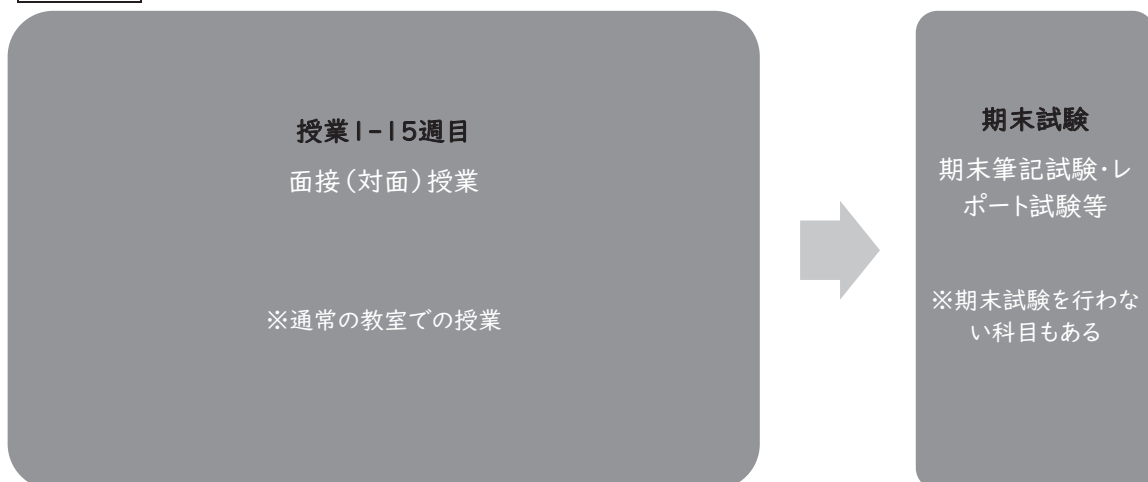 授業1-15週目
面接(対面)授業
※通常の教室での授業
期末試験
期末筆記試験・レ
ポート試験等
※期末試験を行わな
い科目もある